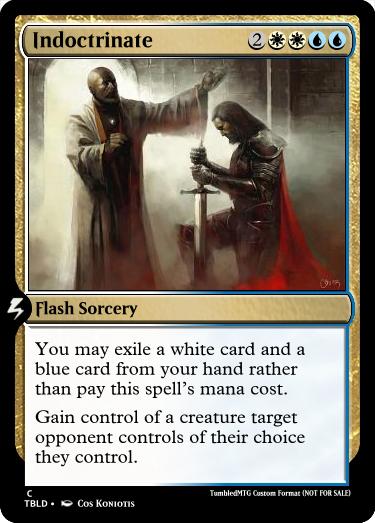 Indoctrinate 2
Flash Sorcery
You may exile a white card and a
blue card from your hand rather
than pay this spell's mana cost.
Gain control of a creature target
opponent controls of their choice
they control.
C
TBLD • Cos Koniotis
TumbledMTG Custom Format (NOT FOR SALE)